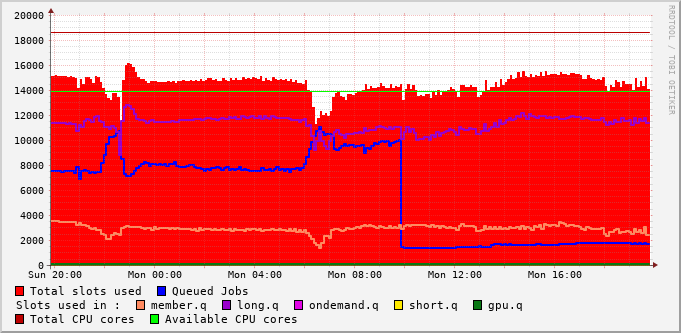 20000
18000
16000
14000
12000
10000
8000
6000
4000
2000
0
Sun 20:00 Mon 00:00 Mon 04:00 Mon 08:00 Mon 12:00 Mon 16:00
Total slots used Queued Jobs
Slots used in : member.q long.q ondemand.q short.q gpu.q
Total CPU cores Available CPU cores
RRDTOOL / TOBI OETIKER